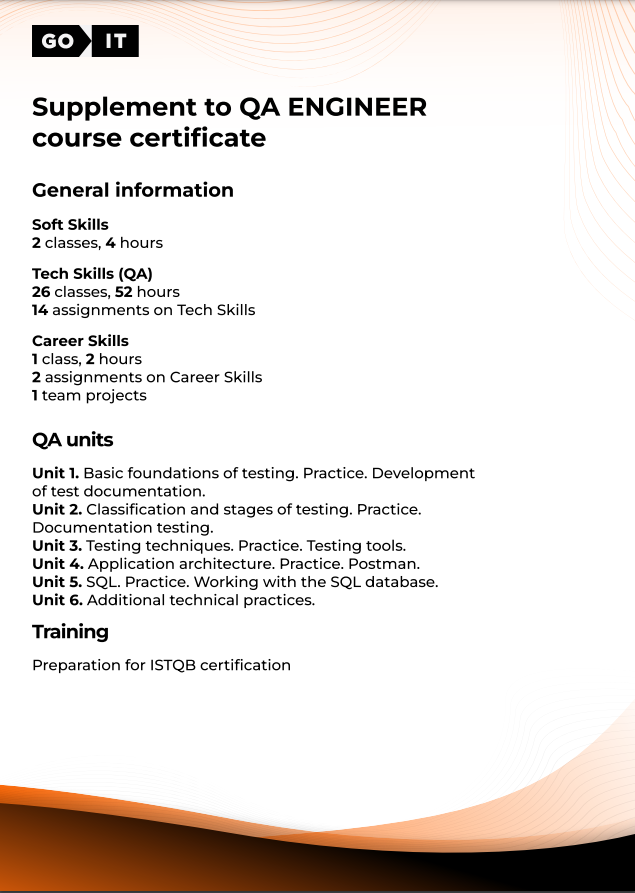 GO IT
Supplement to QA ENGINEER
course certificate
General information
Soft Skills
2 classes, 4 hours
Tech Skills (QA)
26 classes, 52 hours
14 assignments on Tech Skills
Career Skills
1 class, 2 hours
2 assignments on Career Skills
1 team projects
QA units
Unit 1. Basic foundations of testing. Practice. Development
of test documentation.
Unit 2. Classification and stages of testing. Practice.
Documentation testing.
Unit 3. Testing techniques. Practice. Testing tools.
Unit 4. Application architecture. Practice. Postman.
Unit 5. SQL. Practice. Working with the SQL database.
Unit 6. Additional technical practices.
Training
Preparation for ISTQB certification